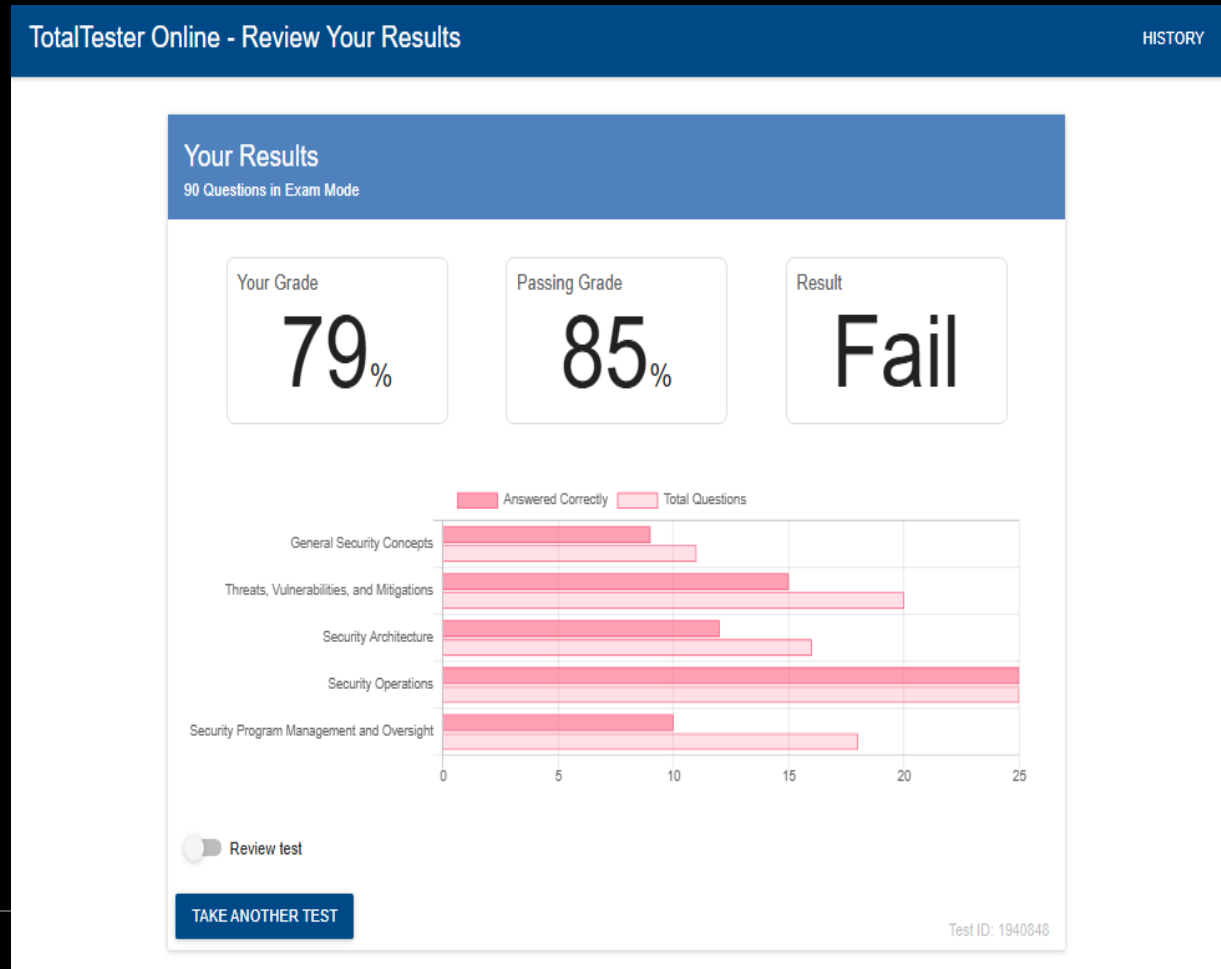 TotalTester Online - Review Your Results
HISTORY
Your Results
90 Questions in Exam Mode
Your Grade
79%
Passing Grade
85%
Result
Fail
Answered Correctly
Total Questions
General Security Concepts
Threats, Vulnerabilities, and Mitigations
Security Architecture
Security Operations
Security Program Management and Oversight
0 5 10 15 20 25
Review test
TAKE ANOTHER TEST
Test ID: 1940848